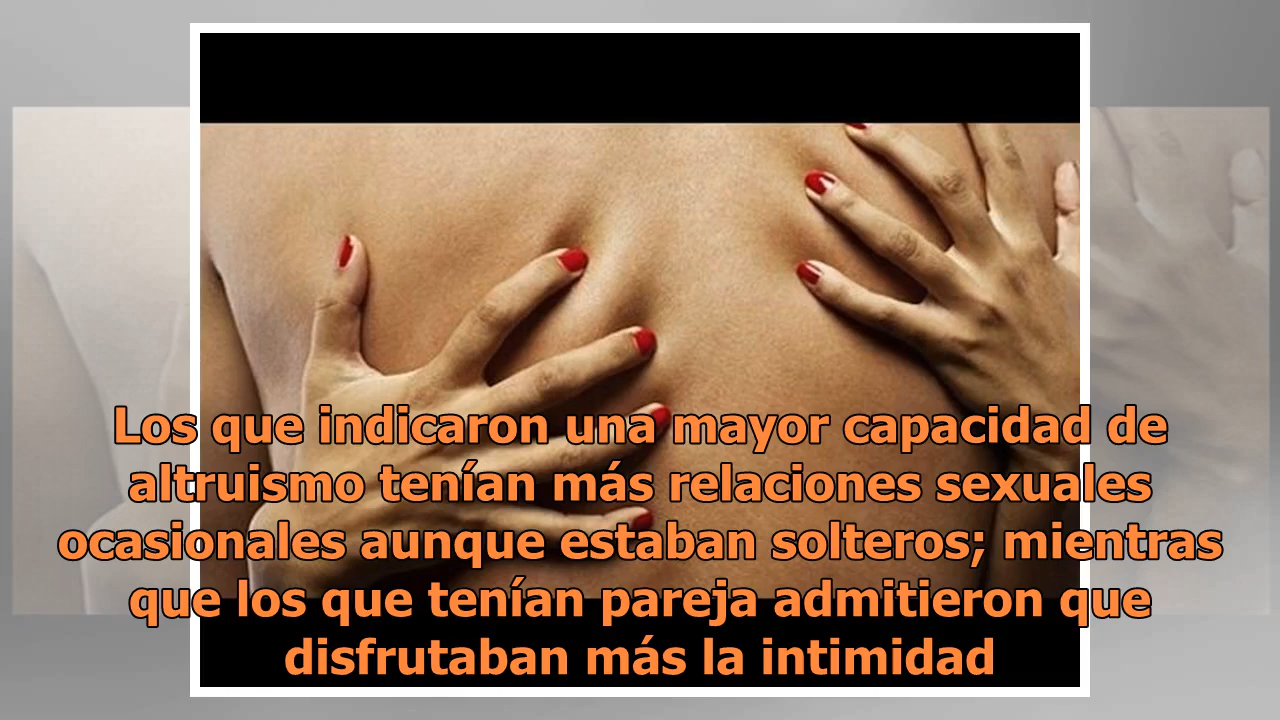 Los que indicaron una mayor capacidad de
altruismo tenían más relaciones sexuales
ocasionales aunque estaban solteros; mientras
que los que tenían pareja admitieron que
disfrutaban más la intimidad